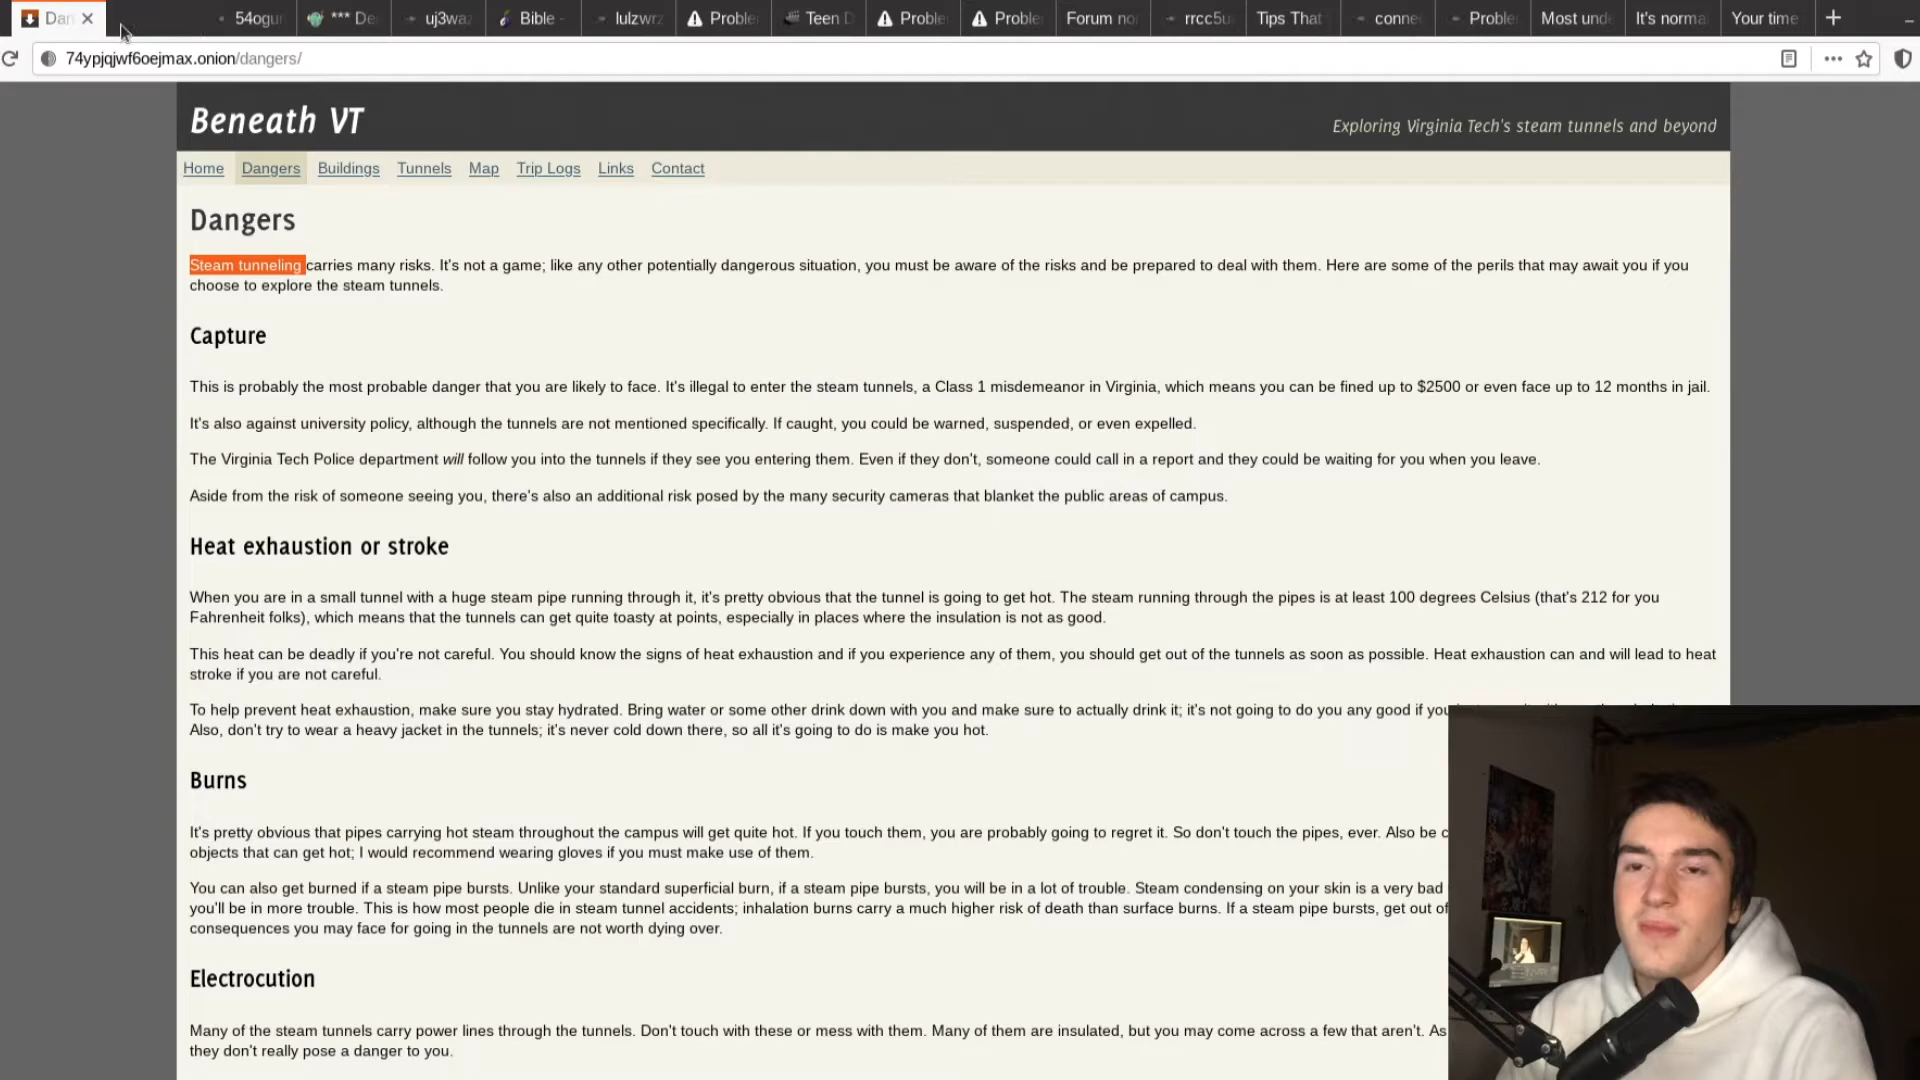 Dan
54ogu
*** De
uj3wa
Bible -
lulzwrz
Proble
Teen D
Proble
Proble
Forum no
rrcc5u
Tips That
conne
Proble
Most und
It's norma
Your time
74ypjqjwf6oejmax.onion/dangers/
Beneath VT
Exploring Virginia Tech's steam tunnels and beyond
Home Dangers Buildings Tunnels Map Trip Logs Links Contact
Dangers
Steam tunneling carries many risks. It's not a game; like any other potentially dangerous situation, you must be aware of the risks and be prepared to deal with them. Here are some of the perils that may await you if you
choose to explore the steam tunnels.
Capture
This is probably the most probable danger that you are likely to face. It's illegal to enter the steam tunnels, a Class 1 misdemeanor in Virginia, which means you can be fined up to $2500 or even face up to 12 months in jail.
It's also against university policy, although the tunnels are not mentioned specifically. If caught, you could be warned, suspended, or even expelled.
The Virginia Tech Police department will follow you into the tunnels if they see you entering them. Even if they don't, someone could call in a report and they could be waiting for you when you leave.
Aside from the risk of someone seeing you, there's also an additional risk posed by the many security cameras that blanket the public areas of campus.
Heat exhaustion or stroke
When you are in a small tunnel with a huge steam pipe running through it, it's pretty obvious that the tunnel is going to get hot. The steam running through the pipes is at least 100 degrees Celsius (that's 212 for you
Fahrenheit folks), which means that the tunnels can get quite toasty at points, especially in places where the insulation is not as good.
This heat can be deadly if you're not careful. You should know the signs of heat exhaustion and if you experience any of them, you should get out of the tunnels as soon as possible. Heat exhaustion can and will lead to heat
stroke if you are not careful.
To help prevent heat exhaustion, make sure you stay hydrated. Bring water or some other drink down with you and make sure to actually drink it; it's not going to do you any good if you
Also, don't try to wear a heavy jacket in the tunnels; it's never cold down there, so all it's going to do is make you hot.
Burns
It's pretty obvious that pipes carrying hot steam throughout the campus will get quite hot. If you touch them, you are probably going to regret it. So don't touch the pipes, ever. Also be c
objects that can get hot; I would recommend wearing gloves if you must make use of them.
You can also get burned if a steam pipe bursts. Unlike your standard superficial burn, if a steam pipe bursts, you will be in a lot of trouble. Steam condensing on your skin is a very bad
you'll be in more trouble. This is how most people die in steam tunnel accidents; inhalation burns carry a much higher risk of death than surface burns. If a steam pipe bursts, get out of
consequences you may face for going in the tunnels are not worth dying over.
Electrocution
Many of the steam tunnels carry power lines through the tunnels. Don't touch with these or mess with them. Many of them are insulated, but you may come across a few that aren't. As
they don't really pose a danger to you.